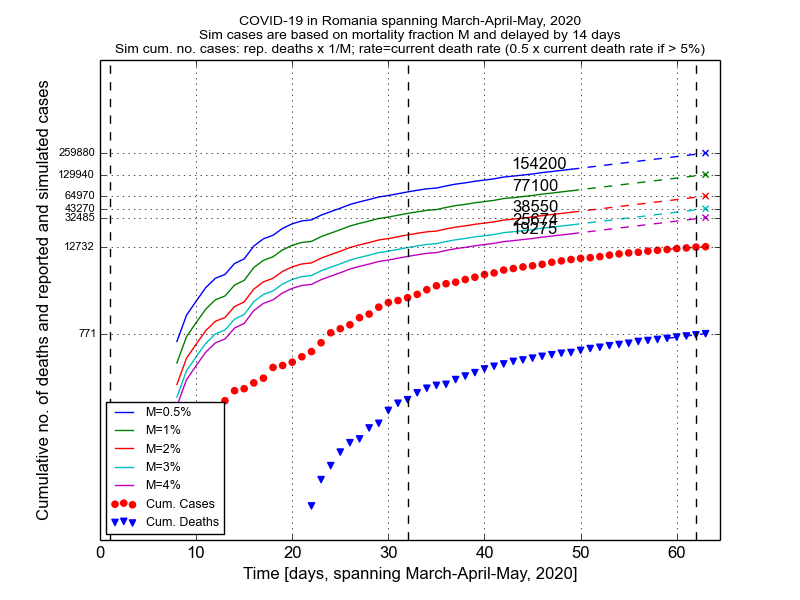 COVID-19 in Romania spanning March-April-May, 2020
Sim cases are based on mortality fraction M and delayed by 14 days
Sim cum. no. cases: rep. deaths x 1/M; rate=current death rate (0.5 x current death rate if > 5%)
Cumulative no. of deaths and reported and simulated cases
259880
129940
64970
43270
32485
12732
771
154200
77100
38550
25674
19275
M=0.5%
M=1%
M=2%
M=3%
M=4%
Cum. Cases
Cum. Deaths
0 10 20 30 40 50 60
Time [days, spanning March-April-May, 2020]